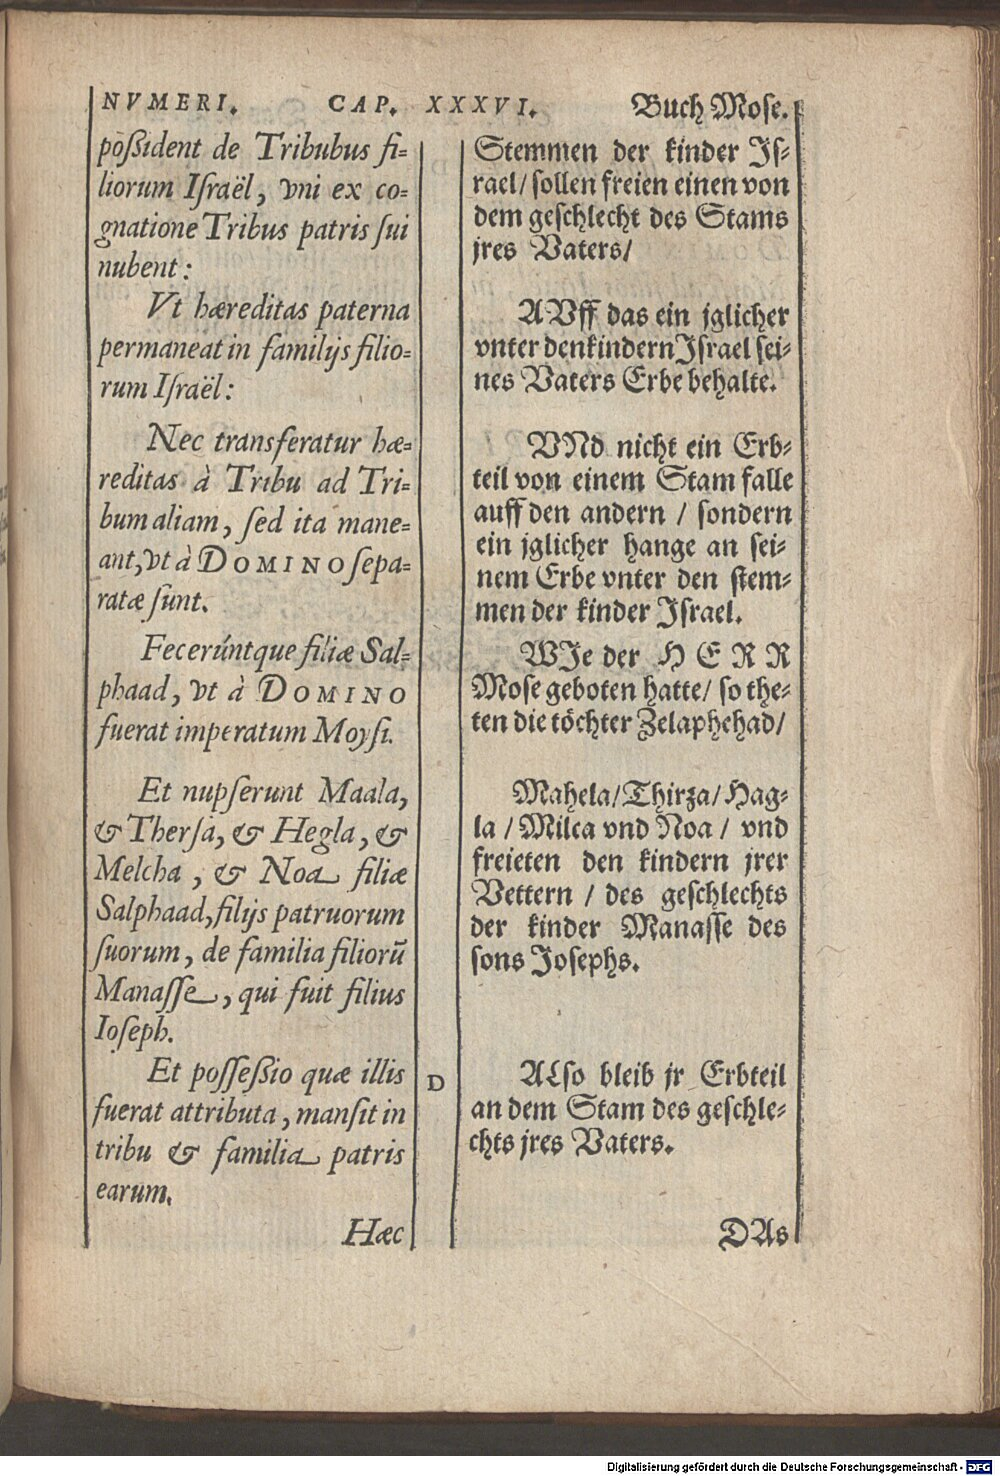 NVMERI. CAP. XXXVI. Buch Mose.
poßident de Tribubus fi-
liorum Iſraël, vni ex co-
gnatione Tribus patris ſui
nubent:
Vt hæreditas paterna
permaneat in familijs filio-
rum Iſraël:
Nec transferatur hæ-
reditas à Tribu ad Tri-
bum aliam, ſed ita mane-
ant, vt à DOMINO ſepa-
ratæ ſunt.
Fecerúntque filiæ Sal-
phaad, vt à DOMINO
fuerat imperatum Moyſi.
Et nupſerunt Maala,
& Therſa, & Hegla, &
Melcha, & Noa filiæ
Salphaad, filijs patruorum
ſuorum, de familia filiorū
Manaſſe, qui fuit filius
Ioſeph.
Et poſſeßio quæ illis
fuerat attributa, manſit in
tribu & familia patris
earum.
Hæc
D
Stemmen der kinder Jſ-
rael/ ſollen freien einen von
dem geſchlecht des Stams
jres Vaters/
AVff das ein jglicher
vnter den kindern Jſrael ſei-
nes Vaters Erbe behalte.
VNd nicht ein Erb-
teil von einem Stam falle
auff den andern / ſondern
ein jglicher hange an ſei-
nem Erbe vnter den ſtem-
men der kinder Jſrael.
WJe der HERR
Moſe geboten hatte/ ſo the-
ten die töchter Zelaphehad/
Mahela/ Thirza/ Hag-
la / Milca vnd Noa / vnd
freieten den kindern jrer
Vettern / des geſchlechts
der kinder Manaſſe des
ſons Joſephs.
ALſo bleib jr Erbteil
an dem Stam des geſchle-
chts jres Vaters.
DAs
Digitalisierung gefördert durch die Deutsche Forschungsgemeinschaft - DFG